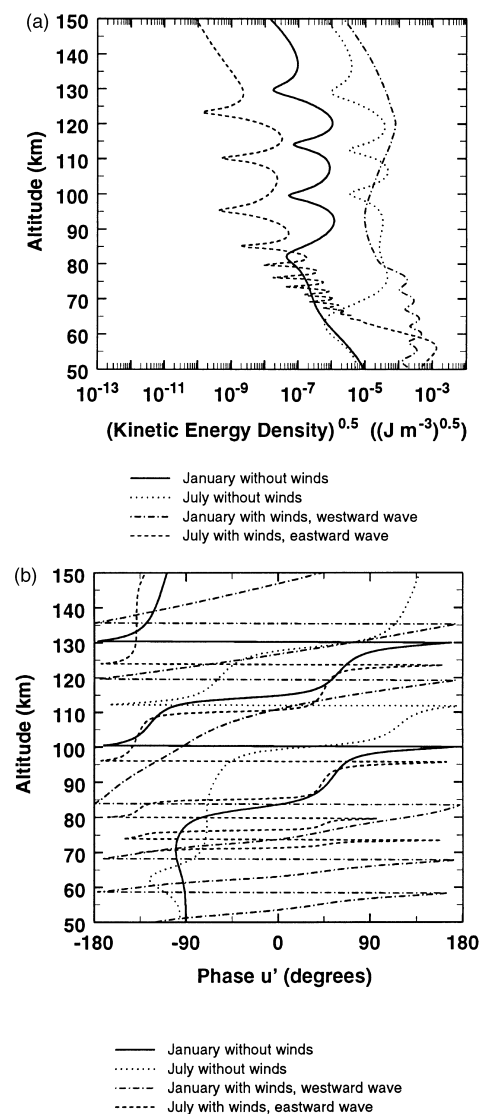 (a)
150
140
130
120
110
100
90
80
70
60
50
Altitude (km)
10-13 10-11 10-9 10-7 10-5 10-3
(Kinetic Energy Density)0.5 ((J m-3)0.5)
January without winds
July without winds
January with winds, westward wave
July with winds, eastward wave
(b)
150
140
130
120
110
100
90
80
70
60
50
Altitude (km)
-180 -90 0 90 180
Phase u' (degrees)
January without winds
July without winds
January with winds, westward wave
July with winds, eastward wave